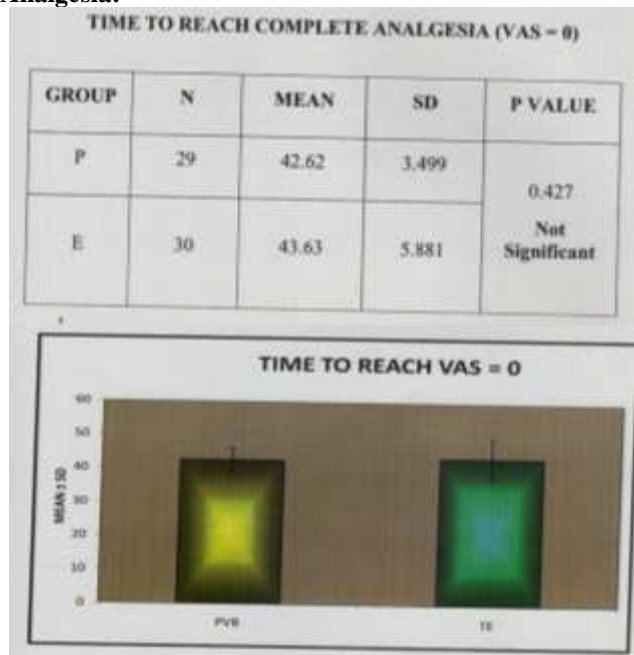 Analgesia:
TIME TO REACH COMPLETE ANALGESIA (VAS = 0)
GROUP N MEAN SD P VALUE
P 29 42.62 3.499
0.427
Not
Significant
E 30 43.63 5.881
TIME TO REACH VAS = 0
60
50
40
30
20
10
0
MEAN ± SD
PVB
TE